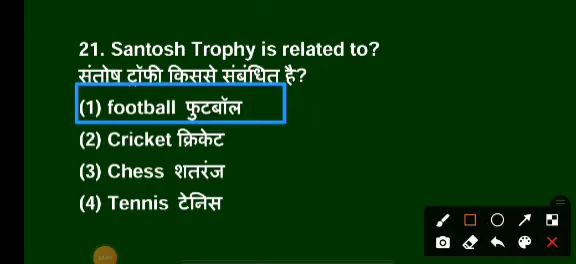 21. Santosh Trophy is related to?
संतोष ट्रॉफी किससे संबंधित है?
(1) football फुटबॉल
(2) Cricket क्रिकेट
(3) Chess शतरंज
(4) Tennis टेनिस